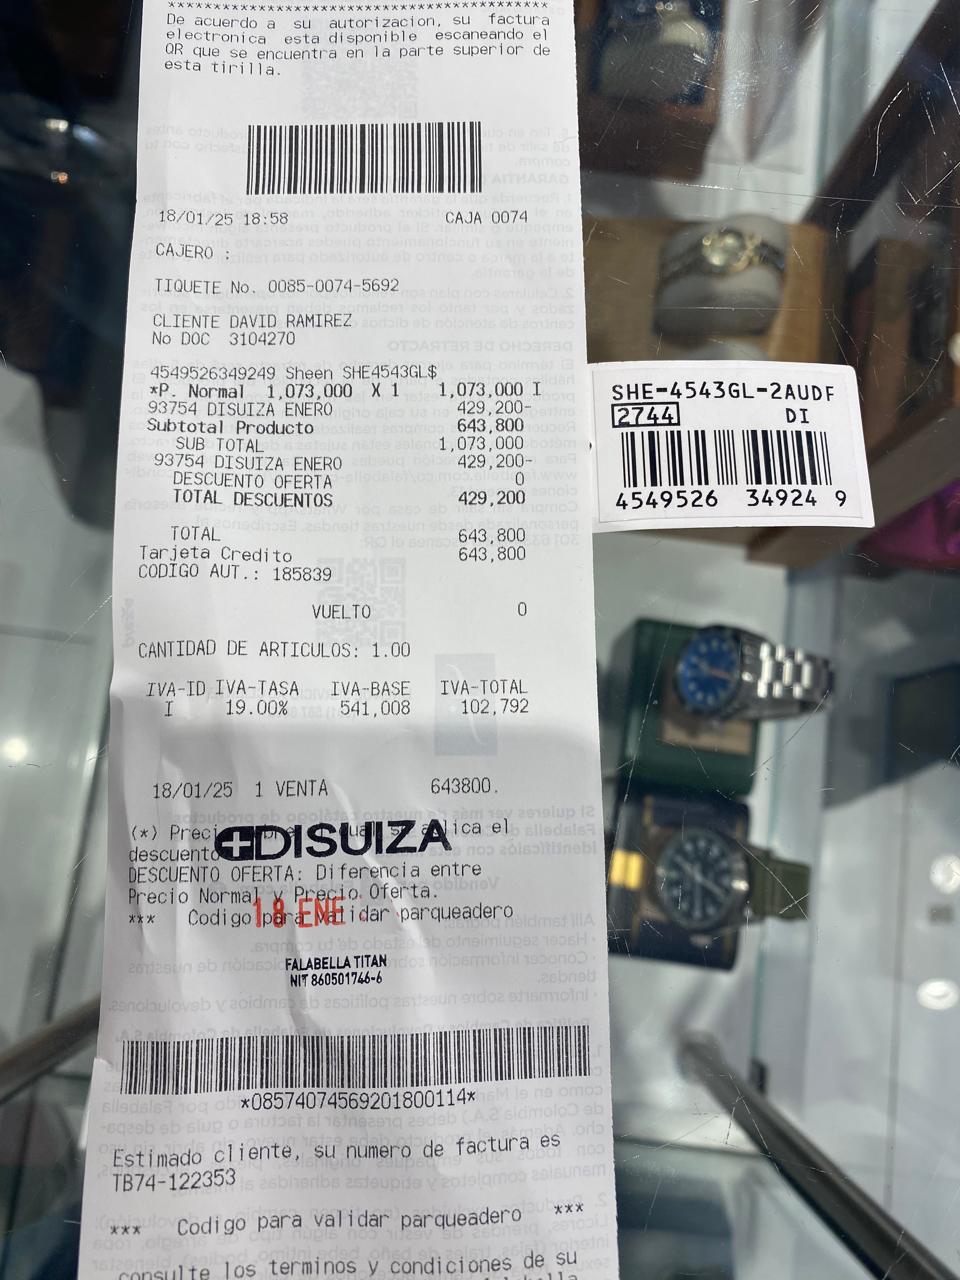 De acuerdo a su autorizacion, su factura
electronica esta disponible escaneando el
QR que se encuentra en la parte superior de
esta tirilla.
18/01/25 18:58 CAJA 0074
CAJERO :
TIQUETE No. 0085-0074-5692
CLIENTE DAVID RAMIREZ
No DOC 3104270
4549526349249 Sheen SHE4543GL$
*P. Normal 1,073,000 X 1 1,073,000 I
93754 DISUIZA ENERO 429,200-
Subtotal Producto 643,800
SUB TOTAL 1,073,000
93754 DISUIZA ENERO 429,200-
DESCUENTO OFERTA 0
TOTAL DESCUENTOS 429,200
TOTAL 643,800
Tarjeta Credito 643,800
CODIGO AUT.: 185839
VUELTO 0
CANTIDAD DE ARTICULOS: 1.00
IVA-ID IVA-TASA IVA-BASE IVA-TOTAL
I 19.00% 541,008 102,792
18/01/25 1 VENTA 643800.
(*) el
descuento
DISUIZA
DESCUENTO OFERTA: Diferencia entre
Precio Normal y Precio Oferta.
*** Codigo para validar parqueadero
18 ENE
FALABELLA TITAN
NIT 860501746-6
*08574074569201800114*
Estimado cliente, su numero de factura es
TB74-122353
*** Codigo para validar parqueadero ***
consulte los terminos y condiciones de su
SHE-4543GL-2AUDF
2744 DI
4549526 34924 9